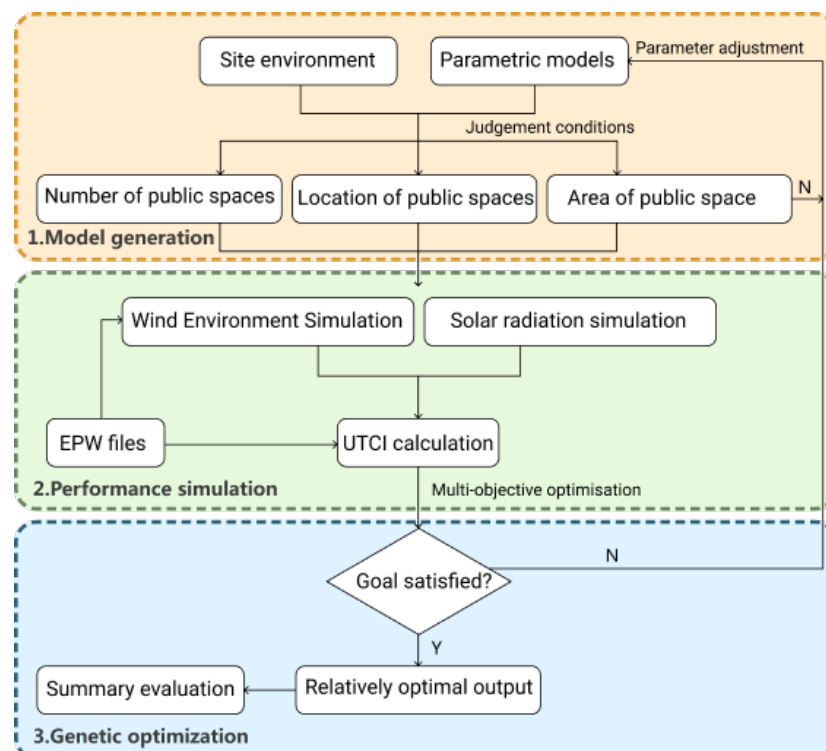 Site environment
Parametric models
Parameter adjustment
Judgement conditions
Number of public spaces
Location of public spaces
Area of public space
N
1.Model generation
Wind Environment Simulation
Solar radiation simulation
EPW files
UTCI calculation
2.Performance simulation
Multi-objective optimisation
Goal satisfied?
N
Y
Summary evaluation
Relatively optimal output
3.Genetic optimization